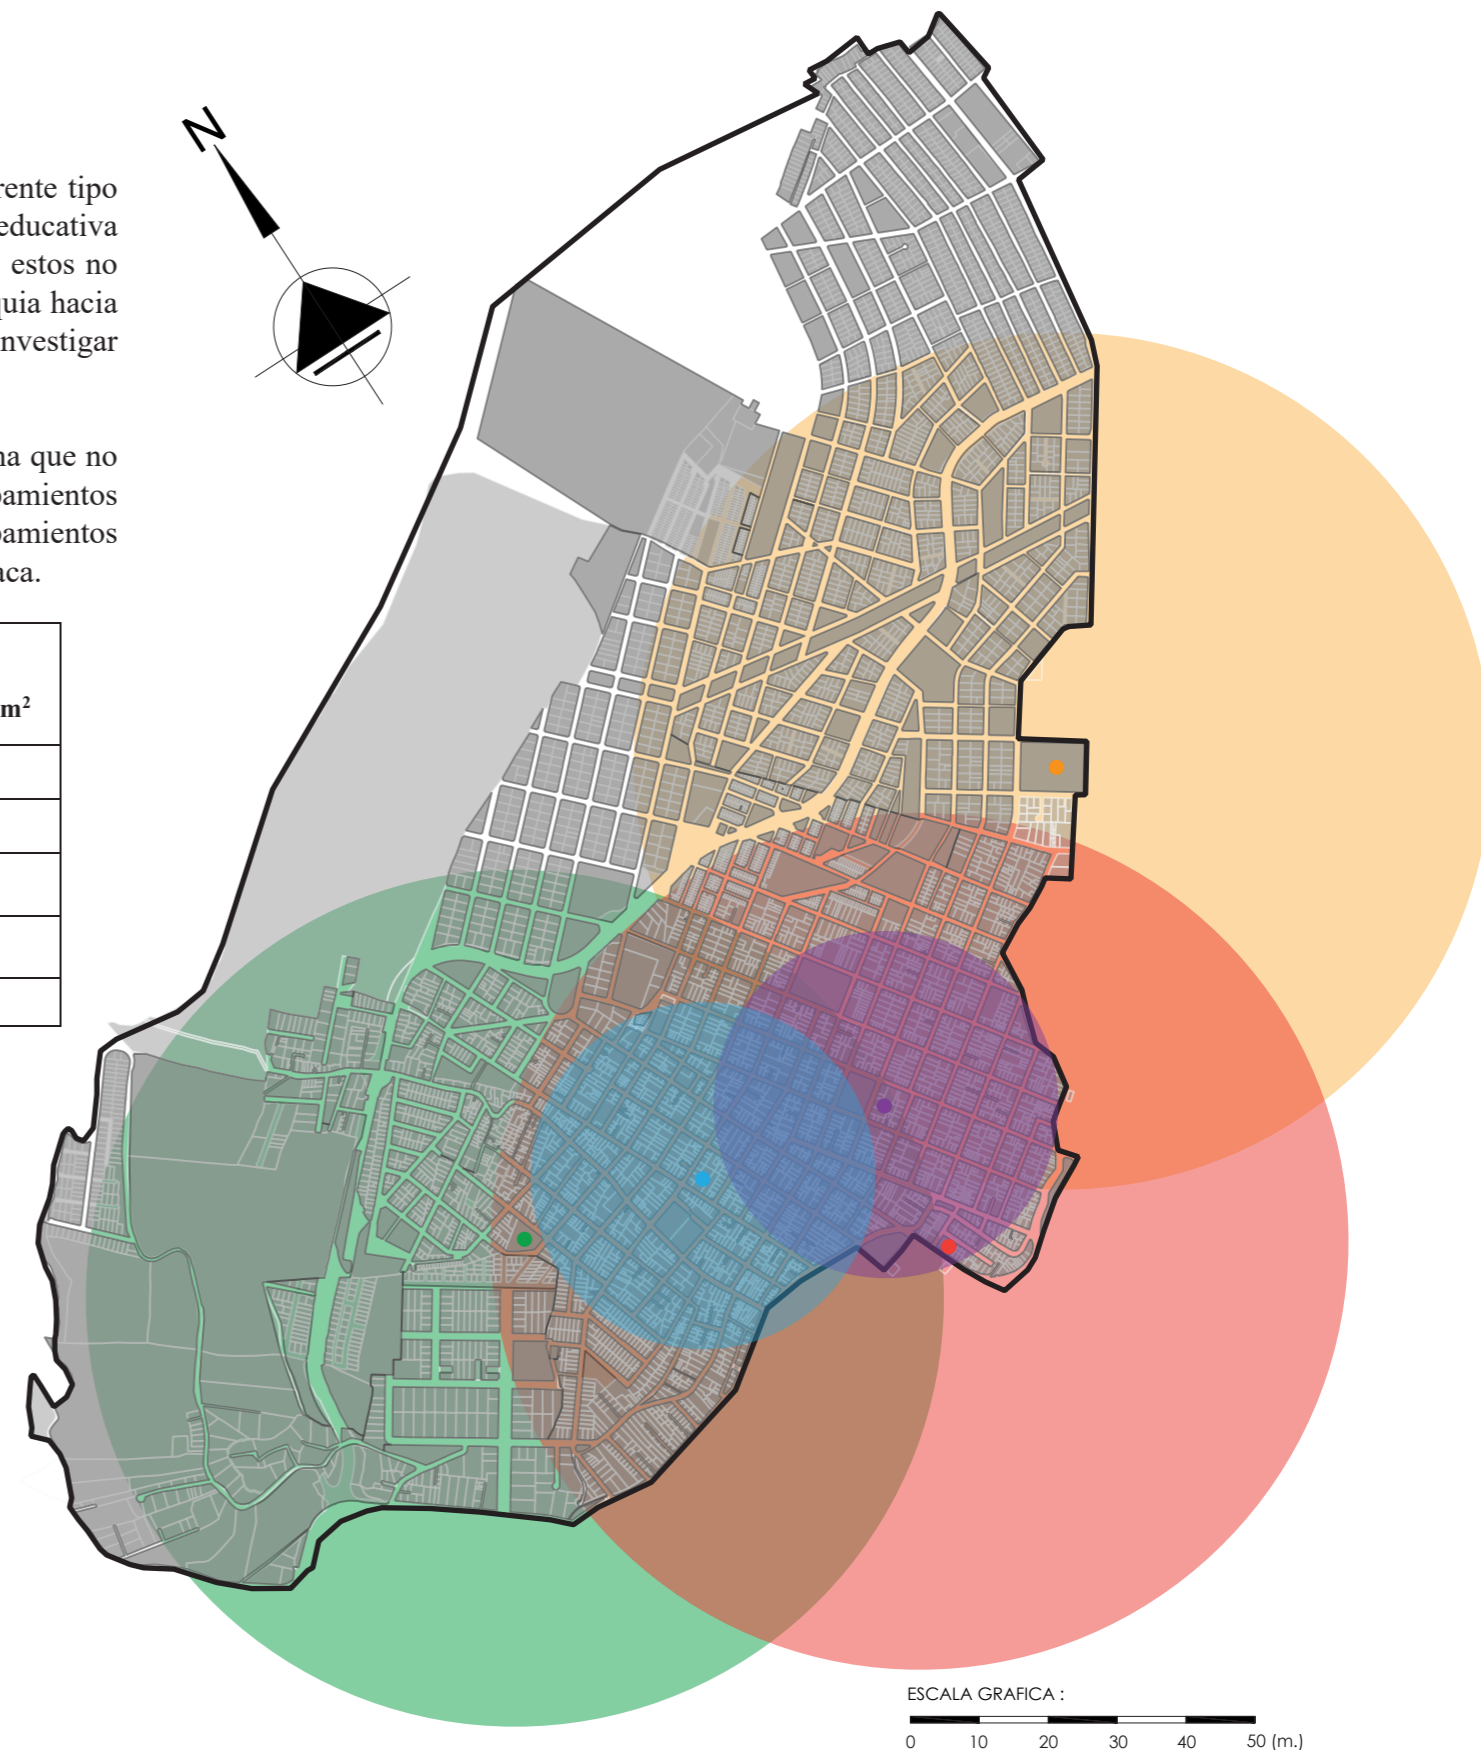 N
rente tipo
educativa
estos no
quia hacia
nvestigar
na que no
pamientos
pamientos
aca.
m²
ESCALA GRAFICA :
0 10 20 30 40 50 (m.)